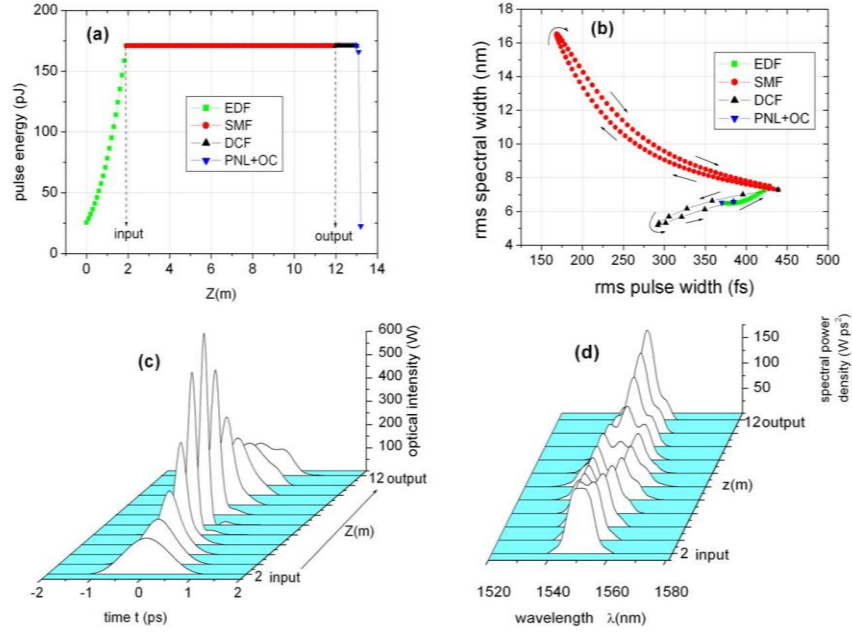 (a)
pulse energy (pJ)
200
150
100
50
0
EDF
SMF
DCF
PNL+OC
input
output
0 2 4 6 8 10 12 14
Z(m)
(b)
rms spectral width (nm)
18
16
14
12
10
8
6
4
EDF
SMF
DCF
PNL+OC
150 200 250 300 350 400 450 500
rms pulse width (fs)
(c)
600
500
400
300
200
100
optical intensity (W)
12 output
Z(m)
2 input
-2 -1 0 1 2
time t (ps)
(d)
150
100
50
spectral power
density (W ps²)
12 output
z(m)
2 input
1520 1540 1560 1580
wavelength λ(nm)